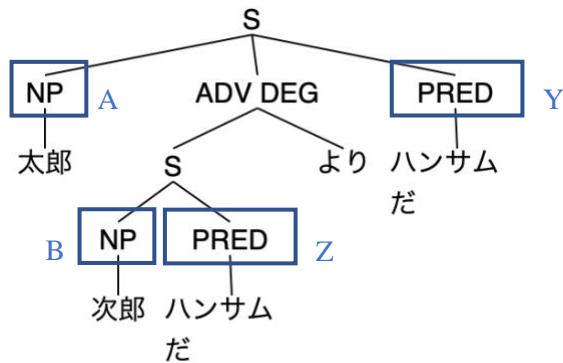 S
NP A ADV DEG PRED Y
太郎 S より ハンサム
だ
B NP PRED Z
次郎 ハンサム
だ